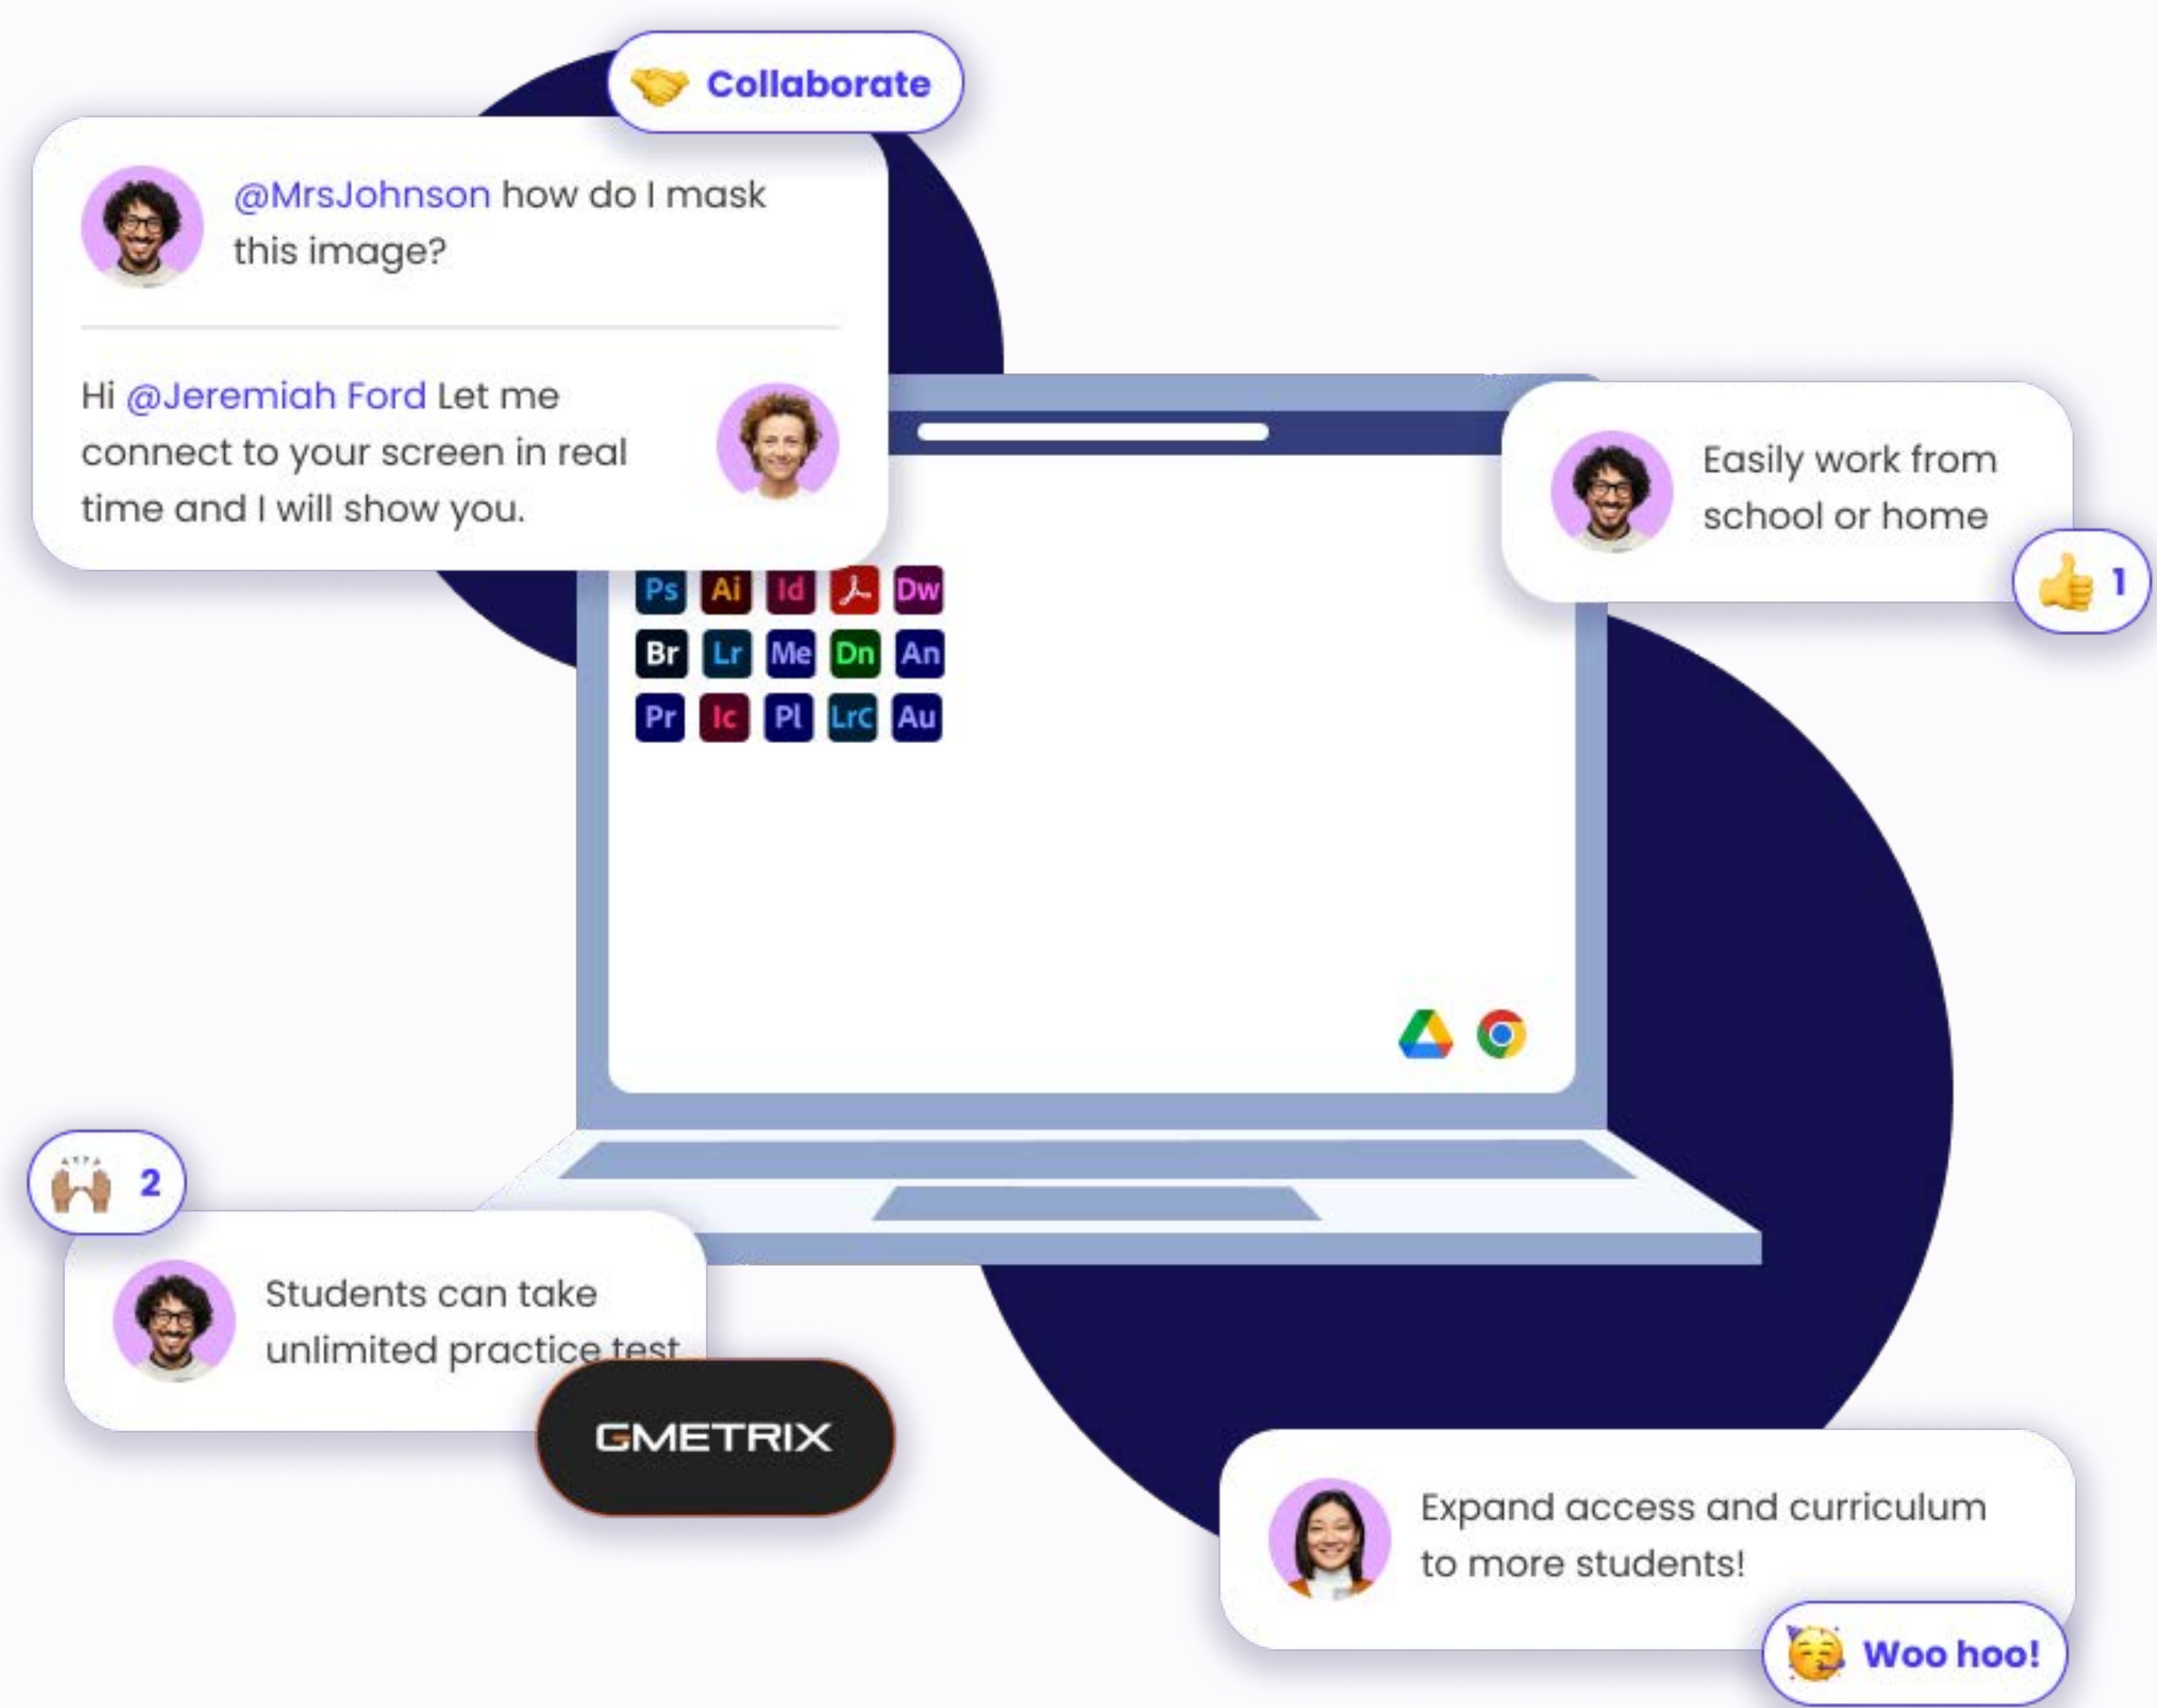 Collaborate
@MrsJohnson how do I mask
this image?
Hi @Jeremiah Ford Let me
connect to your screen in real
time and I will show you.
Easily work from
school or home
1
Ps Ai Id Dw
Br Lr Me Dn An
Pr Ic Pl LrC Au
2
Students can take
unlimited practice test
GMETRIX
Expand access and curriculum
to more students!
Woo hoo!